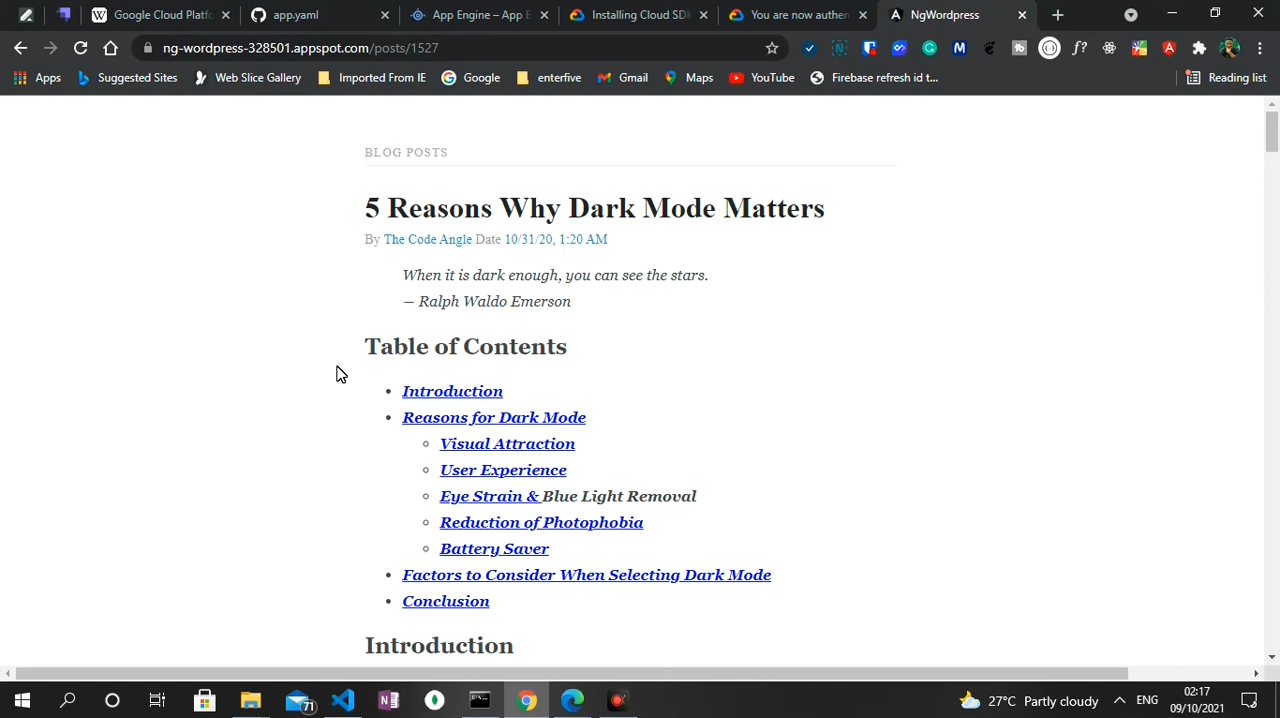 Google Cloud Platfo
app.yaml
App Engine – App E
Installing Cloud SDK
You are now authen
NgWordpress
ng-wordpress-328501.appspot.com/posts/1527
Apps
Suggested Sites
Web Slice Gallery
Imported From IE
Google
enterfive
Gmail
Maps
YouTube
Firebase refresh id t...
Reading list
BLOG POSTS
5 Reasons Why Dark Mode Matters
By The Code Angle Date 10/31/20, 1:20 AM
When it is dark enough, you can see the stars.
― Ralph Waldo Emerson
Table of Contents
Introduction
Reasons for Dark Mode
Visual Attraction
User Experience
Eye Strain & Blue Light Removal
Reduction of Photophobia
Battery Saver
Factors to Consider When Selecting Dark Mode
Conclusion
Introduction
71
27°C Partly cloudy
ENG
02:17
09/10/2021